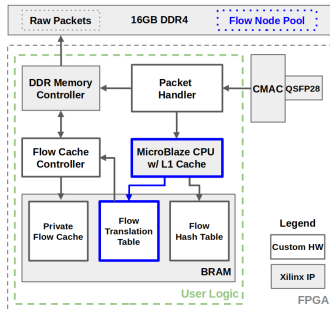 Raw Packets
16GB DDR4
Flow Node Pool
DDR Memory
Controller
Packet
Handler
CMAC
QSFP28
Flow Cache
Controller
MicroBlaze CPU
w/ L1 Cache
Private
Flow Cache
Flow
Translation
Table
Flow
Hash Table
BRAM
User Logic
Legend
Custom HW
Xilinx IP
FPGA